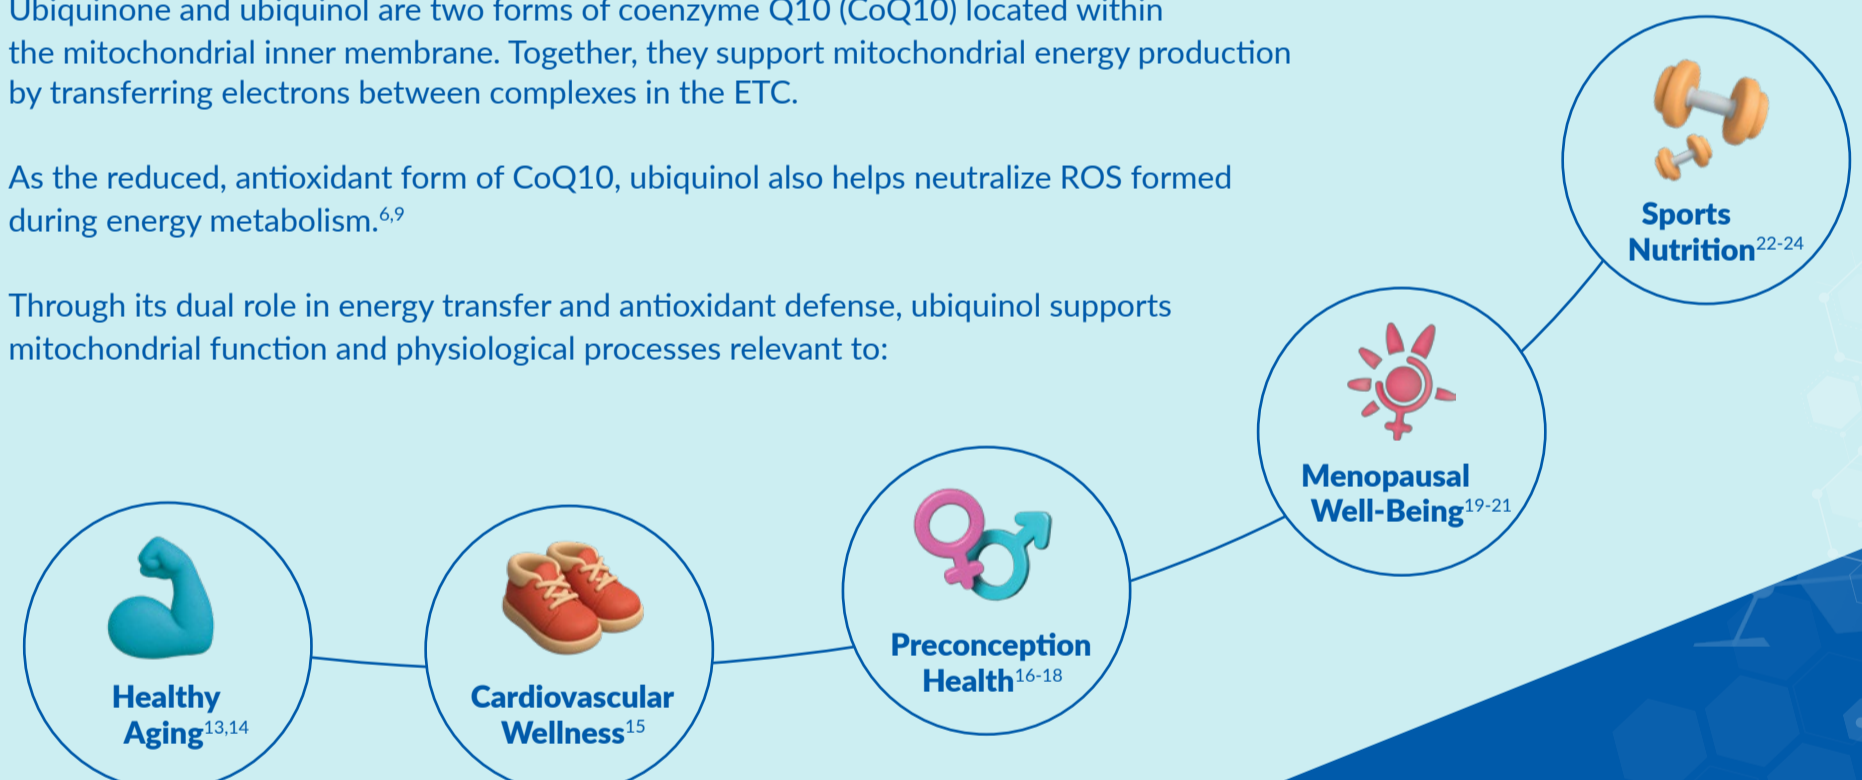 Ubiquinone and ubiquinol are two forms of coenzyme Q10 (CoQ10) located within
the mitochondrial inner membrane. Together, they support mitochondrial energy production
by transferring electrons between complexes in the ETC.
As the reduced, antioxidant form of CoQ10, ubiquinol also helps neutralize ROS formed
during energy metabolism.6,9
Through its dual role in energy transfer and antioxidant defense, ubiquinol supports
mitochondrial function and physiological processes relevant to:
Healthy
Aging13,14
Cardiovascular
Wellness15
Preconception
Health16-18
Menopausal
Well-Being19-21
Sports
Nutrition22-24